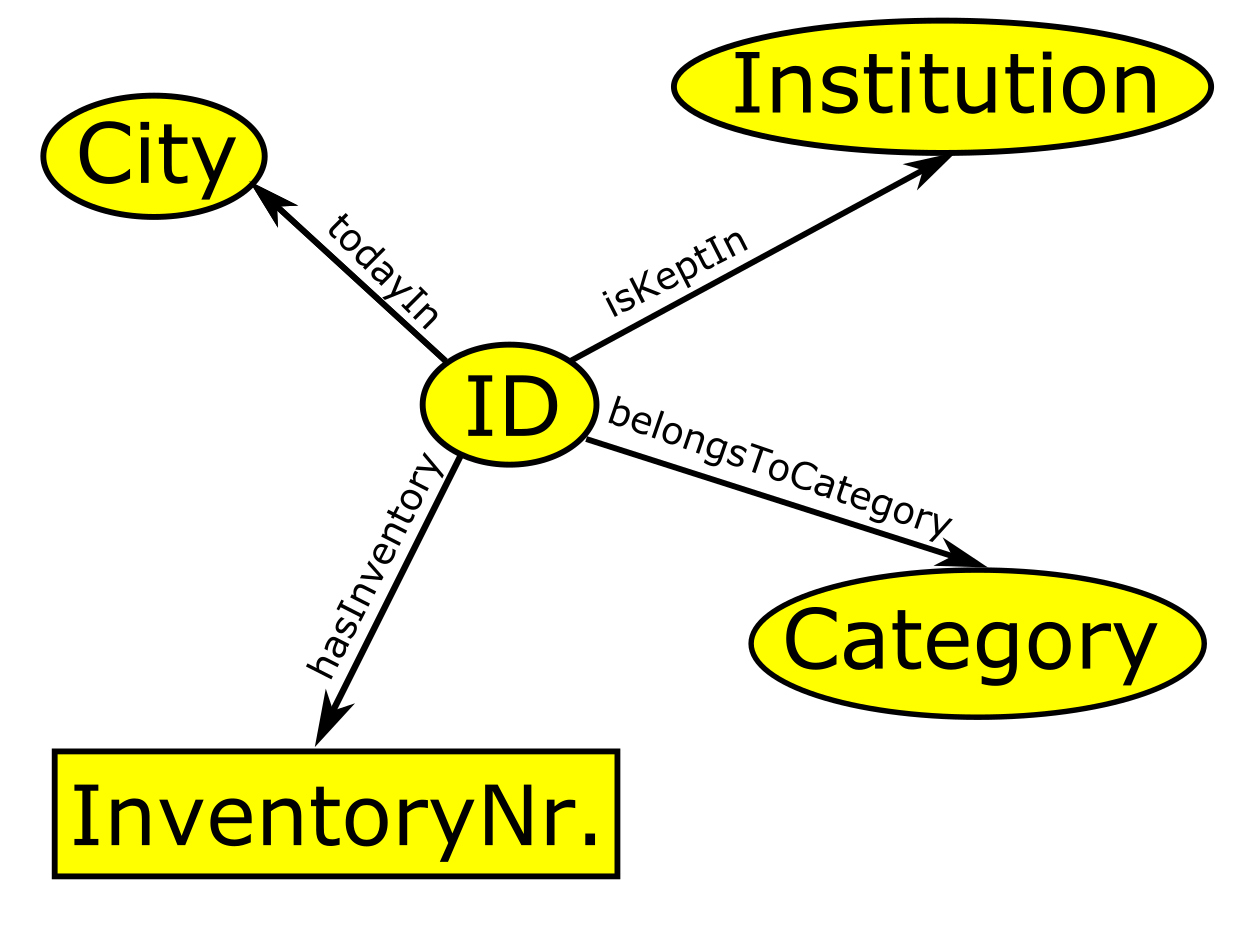 Institution
City
todayIn
isKeptIn
ID
belongsToCategory
hasInventory
Category
InventoryNr.